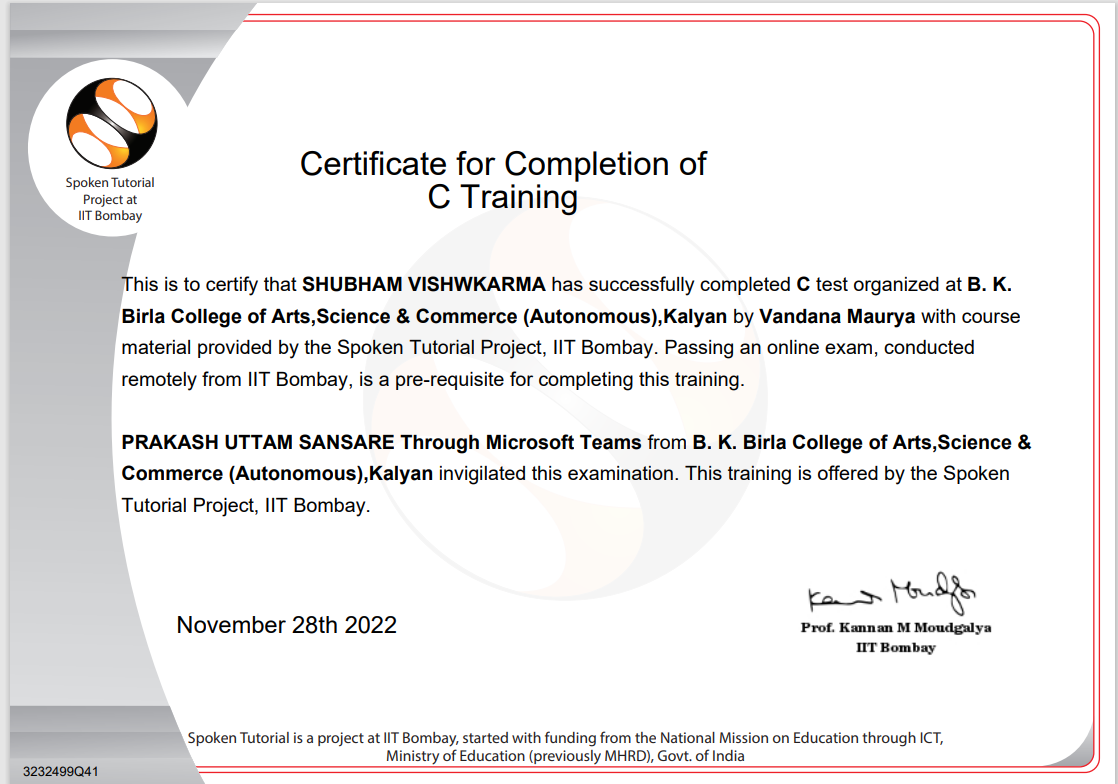 Spoken Tutorial
Project at
IIT Bombay
Certificate for Completion of
C Training
This is to certify that SHUBHAM VISHWKARMA has successfully completed C test organized at B. K.
Birla College of Arts,Science & Commerce (Autonomous),Kalyan by Vandana Maurya with course
material provided by the Spoken Tutorial Project, IIT Bombay. Passing an online exam, conducted
remotely from IIT Bombay, is a pre-requisite for completing this training.
PRAKASH UTTAM SANSARE Through Microsoft Teams from B. K. Birla College of Arts,Science &
Commerce (Autonomous),Kalyan invigilated this examination. This training is offered by the Spoken
Tutorial Project, IIT Bombay.
November 28th 2022
Kannan Moudgalya
Prof. Kannan M Moudgalya
IIT Bombay
Spoken Tutorial is a project at IIT Bombay, started with funding from the National Mission on Education through ICT,
Ministry of Education (previously MHRD), Govt. of India
3232499Q41